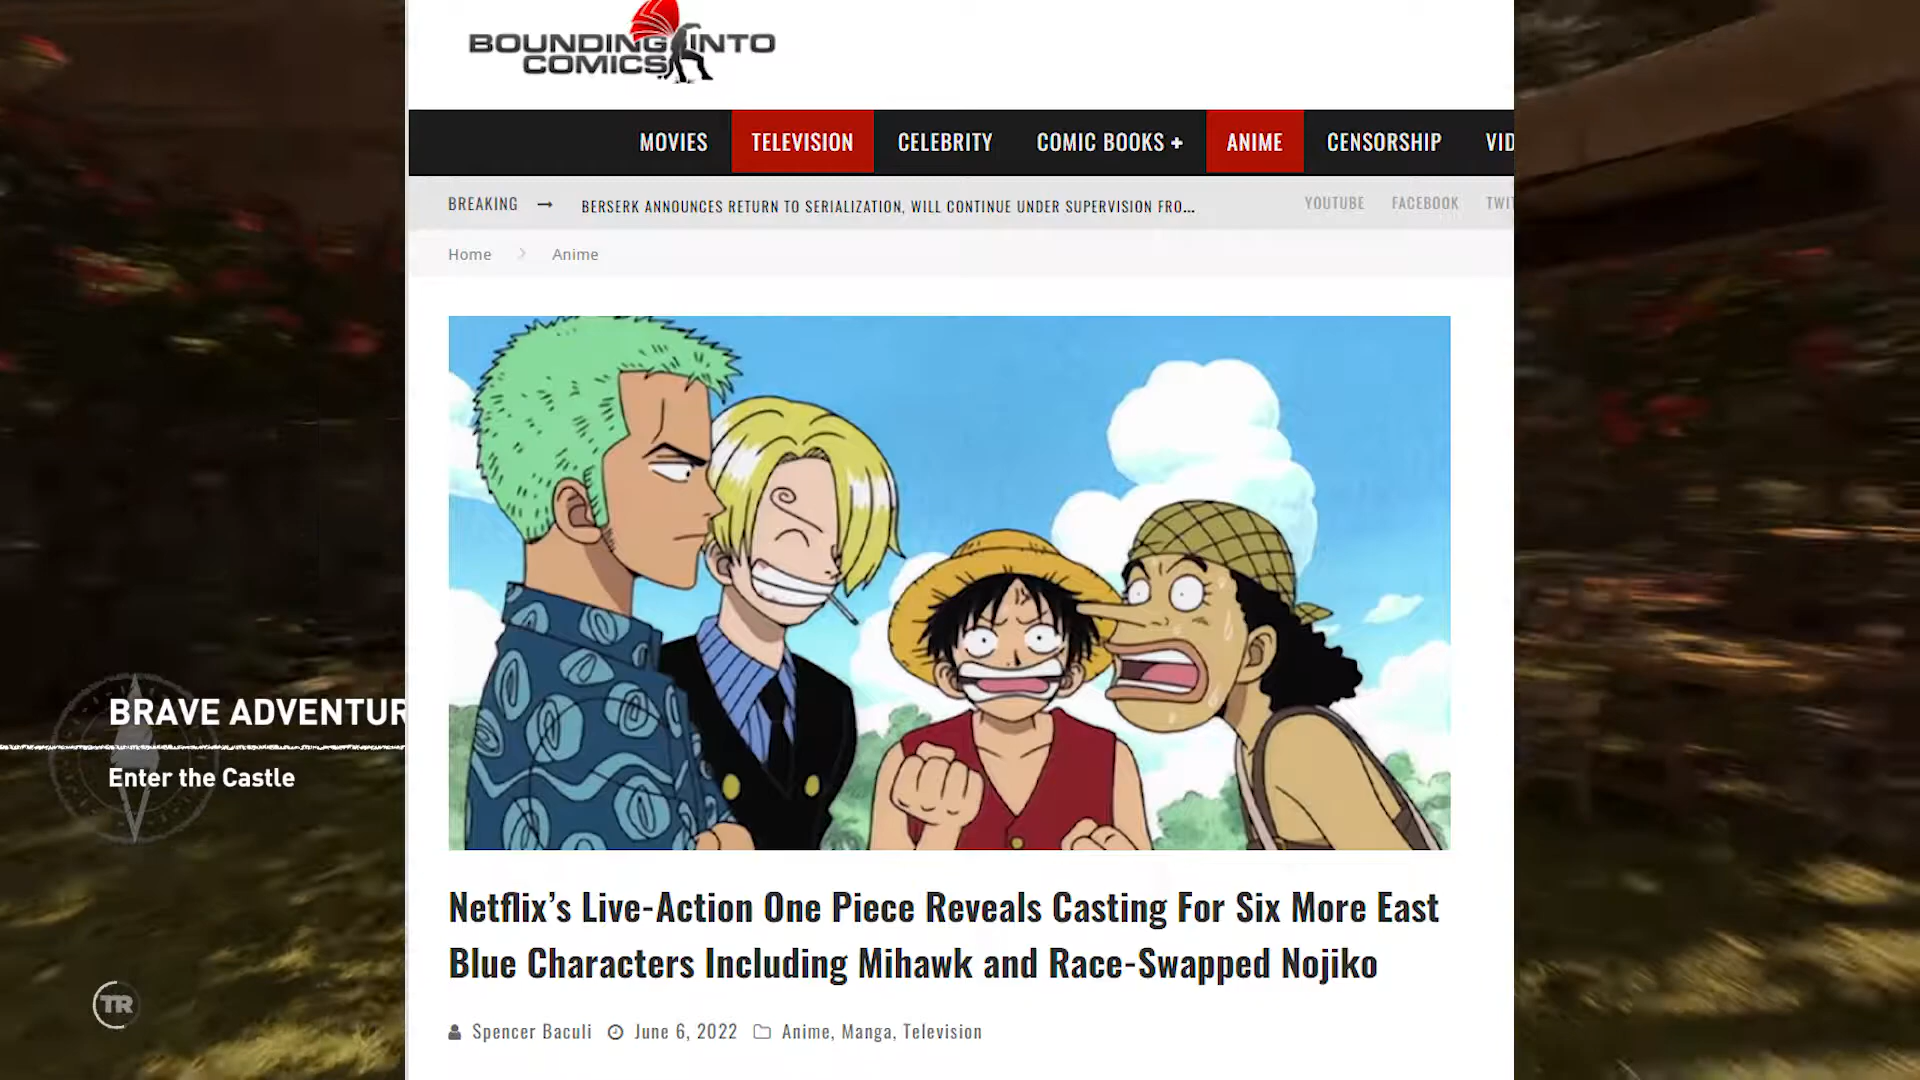 BOUNDING INTO
COMICS
MOVIES TELEVISION CELEBRITY COMIC BOOKS + ANIME CENSORSHIP VID
BREAKING → BERSERK ANNOUNCES RETURN TO SERIALIZATION, WILL CONTINUE UNDER SUPERVISION FRO... YOUTUBE FACEBOOK TWIT
Home > Anime
BRAVE ADVENTUR
Enter the Castle
Netflix’s Live-Action One Piece Reveals Casting For Six More East
Blue Characters Including Mihawk and Race-Swapped Nojiko
TR
Spencer Baculi June 6, 2022 Anime, Manga, Television